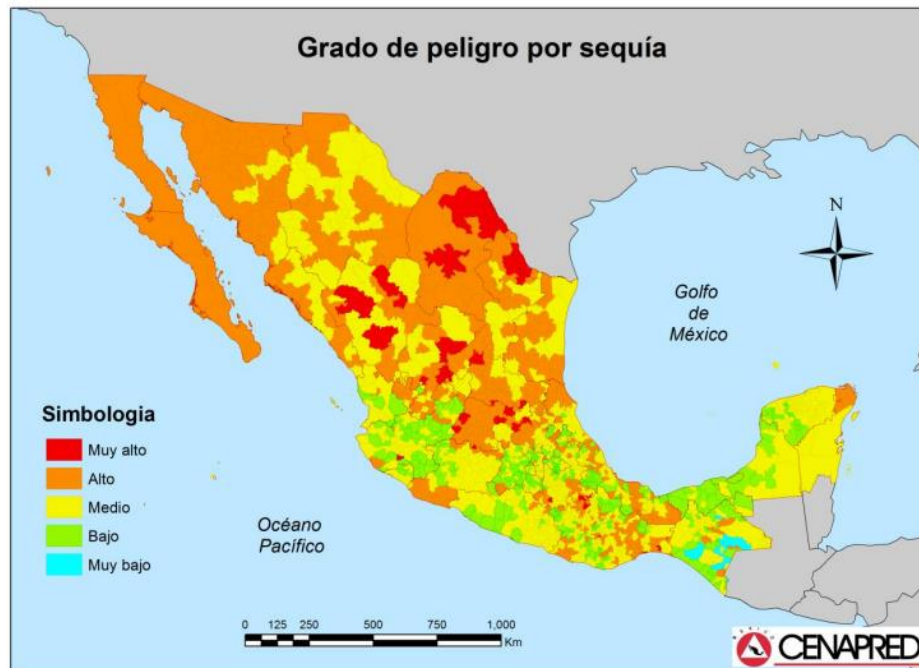 Grado de peligro por sequía
N
Golfo
de
México
Simbologia
Muy alto
Alto
Medio
Bajo
Muy bajo
Océano
Pacífico
0 125 250 500 750 1,000
Km
MÉXICO
CENAPRED